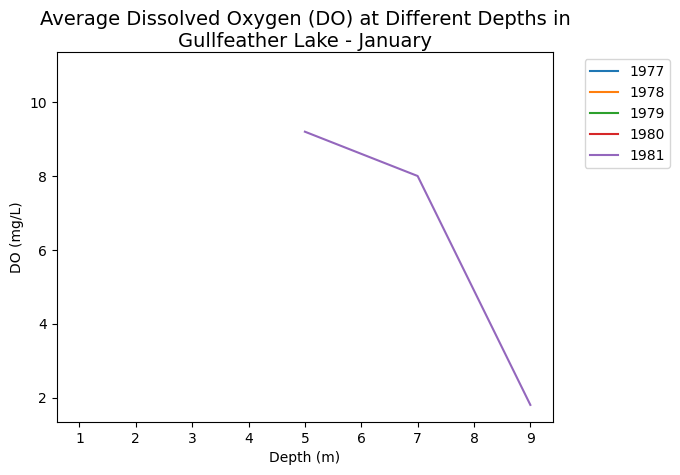 Average Dissolved Oxygen (DO) at Different Depths in
Gullfeather Lake - January
1977
1978
1979
1980
1981
DO (mg/L)
10
8
6
4
2
1 2 3 4 5 6 7 8 9
Depth (m)